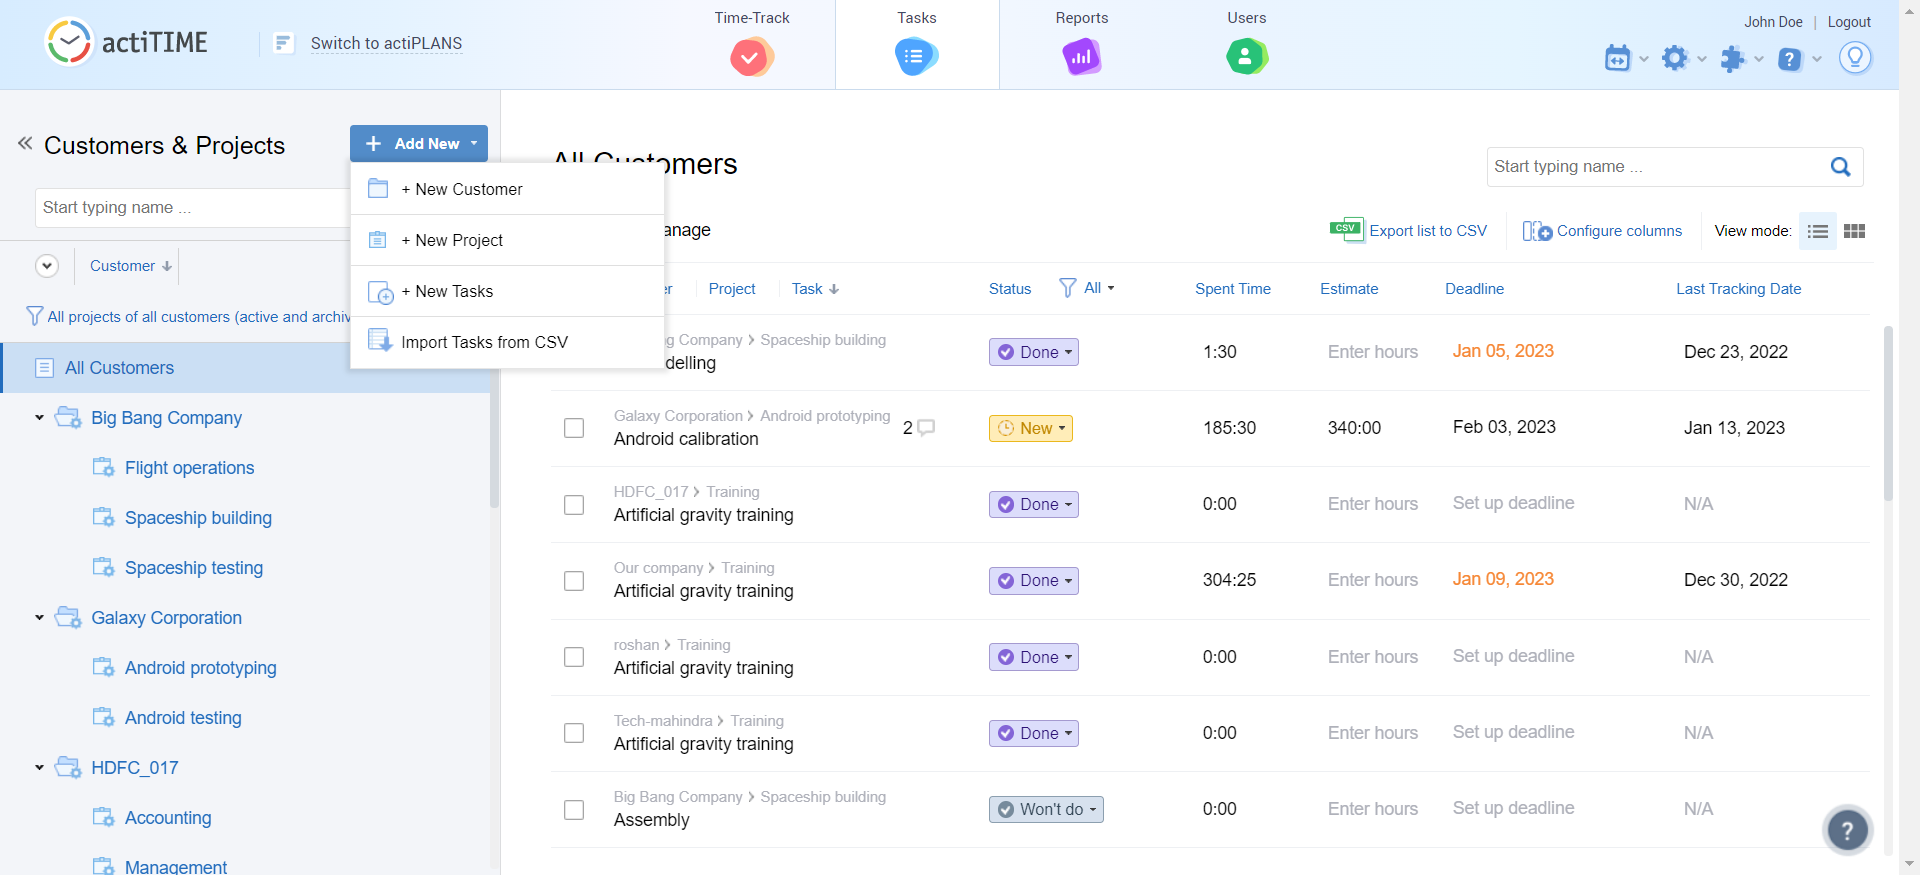 actiTIME
Switch to actiPLANS
Time-Track
Tasks
Reports
Users
John Doe | Logout
Customers & Projects
Add New
Start typing name ...
Customer
All projects of all customers (active and archiv
All Customers
Big Bang Company
Flight operations
Spaceship building
Spaceship testing
Galaxy Corporation
Android prototyping
Android testing
HDFC_017
Accounting
Management
+ New Customer
+ New Project
+ New Tasks
Import Tasks from CSV
All Customers
Start typing name ...
anage
CSV Export list to CSV
Configure columns
View mode:
er Project Task Status All Spent Time Estimate Deadline Last Tracking Date
g Company > Spaceship building
delling Done 1:30 Enter hours Jan 05, 2023 Dec 23, 2022
Galaxy Corporation > Android prototyping
Android calibration 2 New 185:30 340:00 Feb 03, 2023 Jan 13, 2023
HDFC_017 > Training
Artificial gravity training Done 0:00 Enter hours Set up deadline N/A
Our company > Training
Artificial gravity training Done 304:25 Enter hours Jan 09, 2023 Dec 30, 2022
roshan > Training
Artificial gravity training Done 0:00 Enter hours Set up deadline N/A
Tech-mahindra > Training
Artificial gravity training Done 0:00 Enter hours Set up deadline N/A
Big Bang Company > Spaceship building
Assembly Won't do 0:00 Enter hours Set up deadline N/A
?